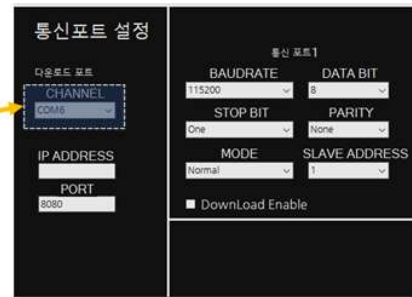 통신포트 설정
다운로드 포트
CHANNEL
COM6
IP ADDRESS
PORT
8080
통신 포트1
BAUDRATE DATA BIT
115200 8
STOP BIT PARITY
One None
MODE SLAVE ADDRESS
Normal 1
DownLoad Enable